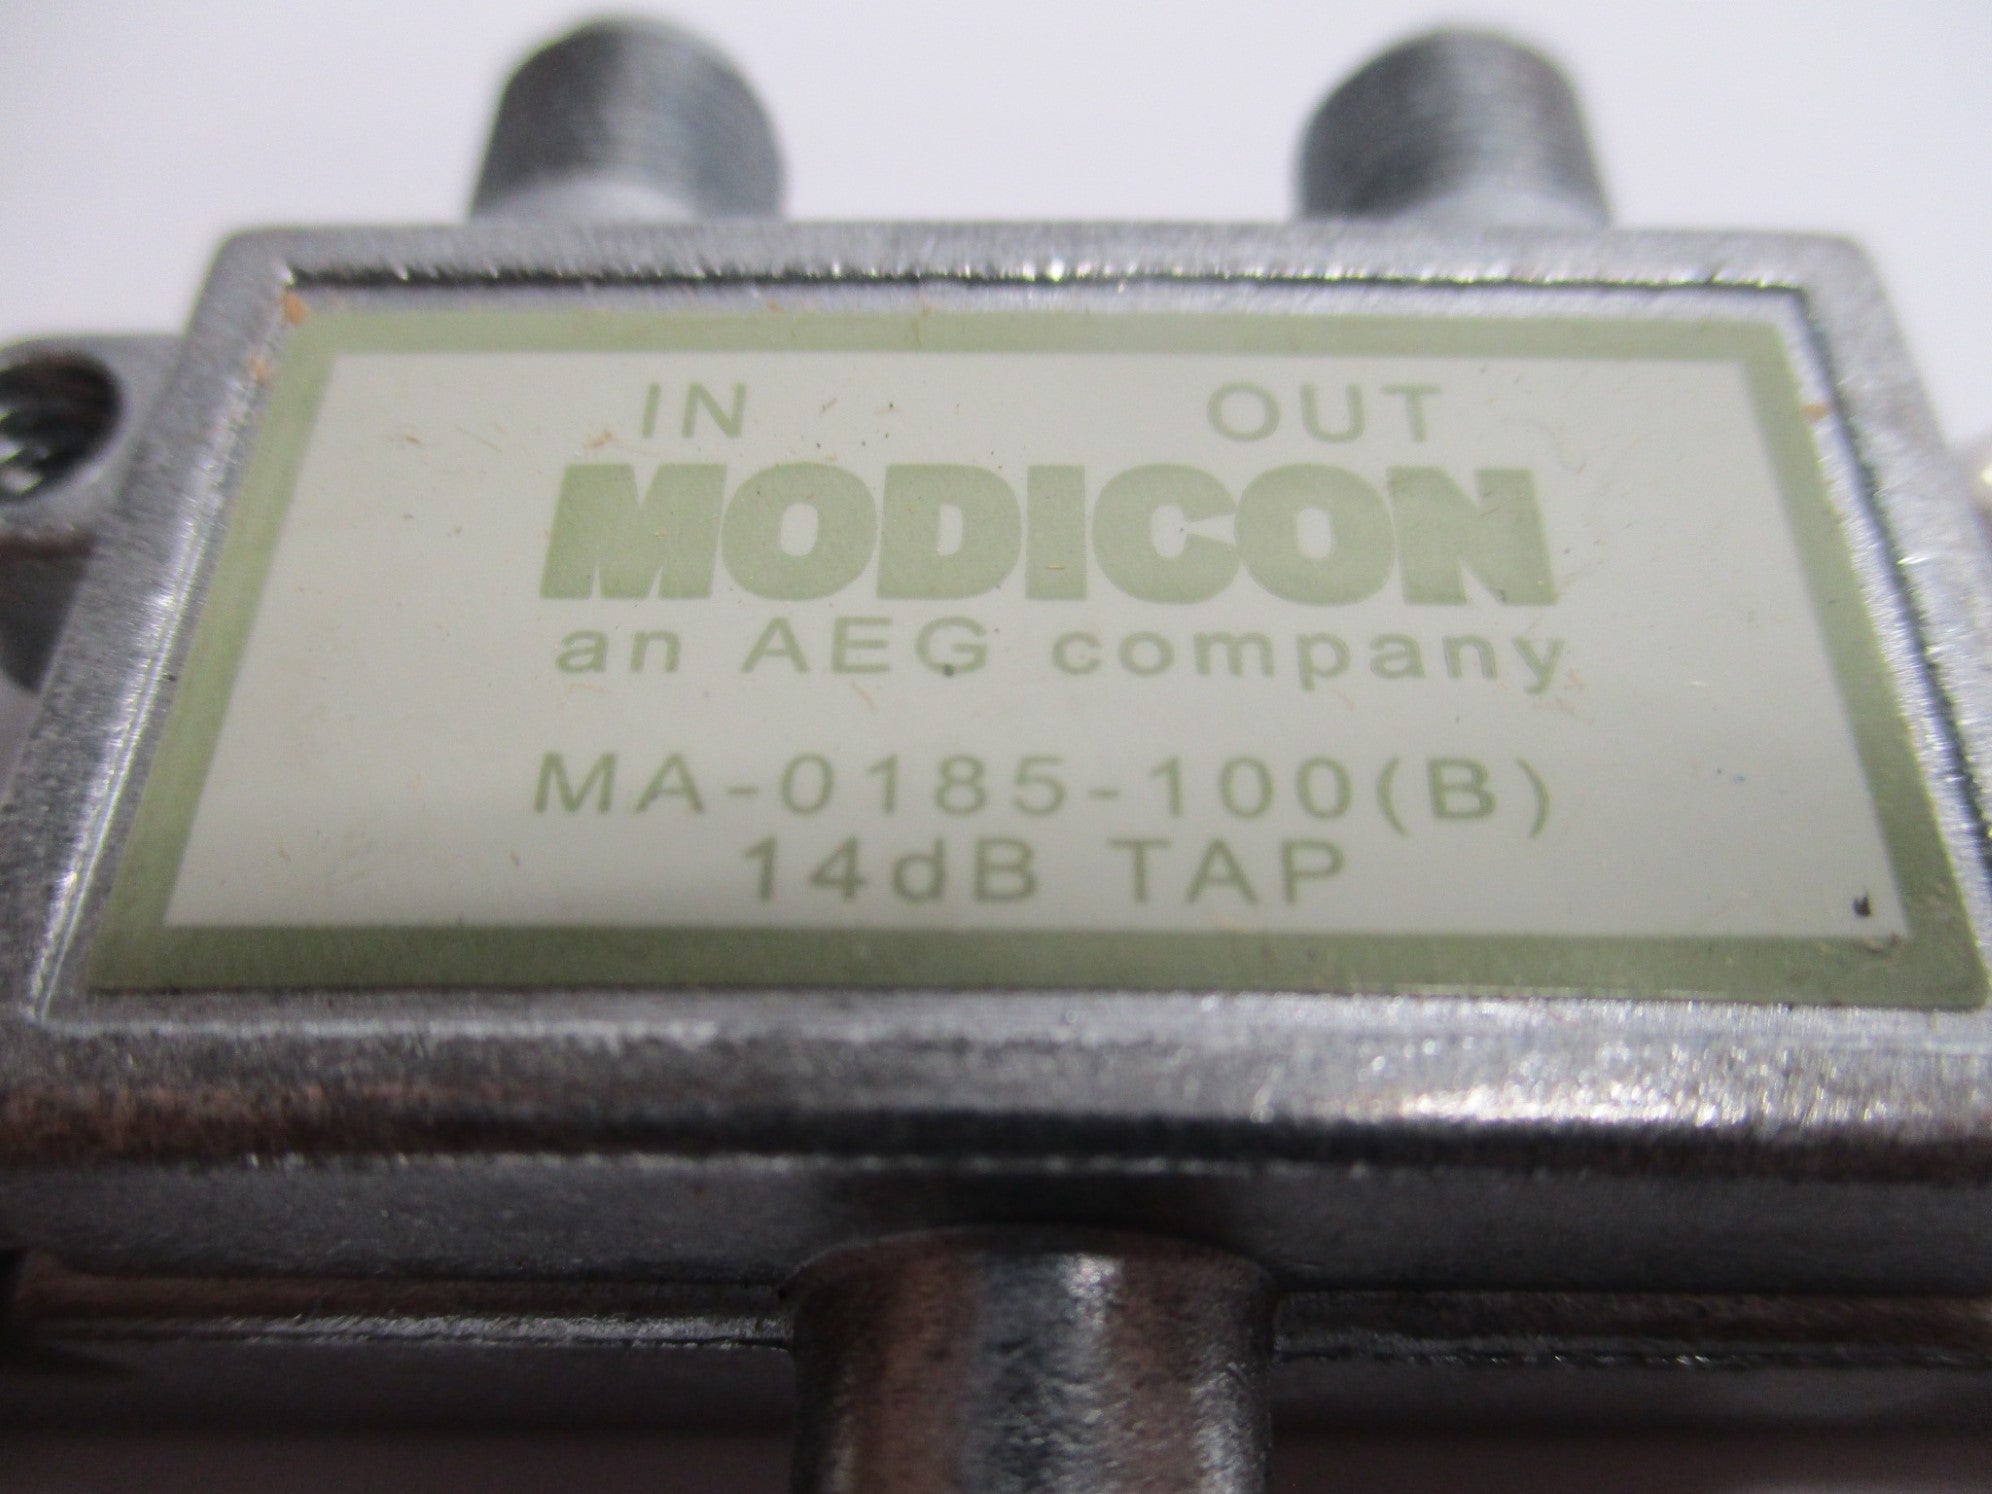 IN OUT
MODICON
an AEG company
MA-0185-100(B)
14dB TAP